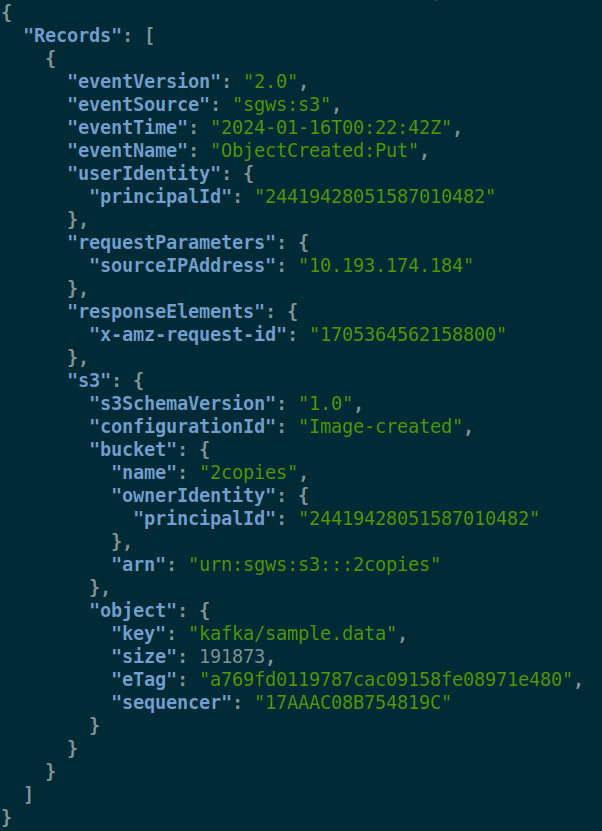 {
  "Records": [
    {
      "eventVersion": "2.0",
      "eventSource": "sgws:s3",
      "eventTime": "2024-01-16T00:22:42Z",
      "eventName": "ObjectCreated:Put",
      "userIdentity": {
        "principalId": "24419428051587010482"
      },
      "requestParameters": {
        "sourceIPAddress": "10.193.174.184"
      },
      "responseElements": {
        "x-amz-request-id": "1705364562158800"
      },
      "s3": {
        "s3SchemaVersion": "1.0",
        "configurationId": "Image-created",
        "bucket": {
          "name": "2copies",
          "ownerIdentity": {
            "principalId": "24419428051587010482"
          },
          "arn": "urn:sgws:s3:::2copies"
        },
        "object": {
          "key": "kafka/sample.data",
          "size": 191873,
          "eTag": "a769fd0119787cac09158fe08971e480",
          "sequencer": "17AAAC08B754819C"
        }
      }
    }
  ]
}